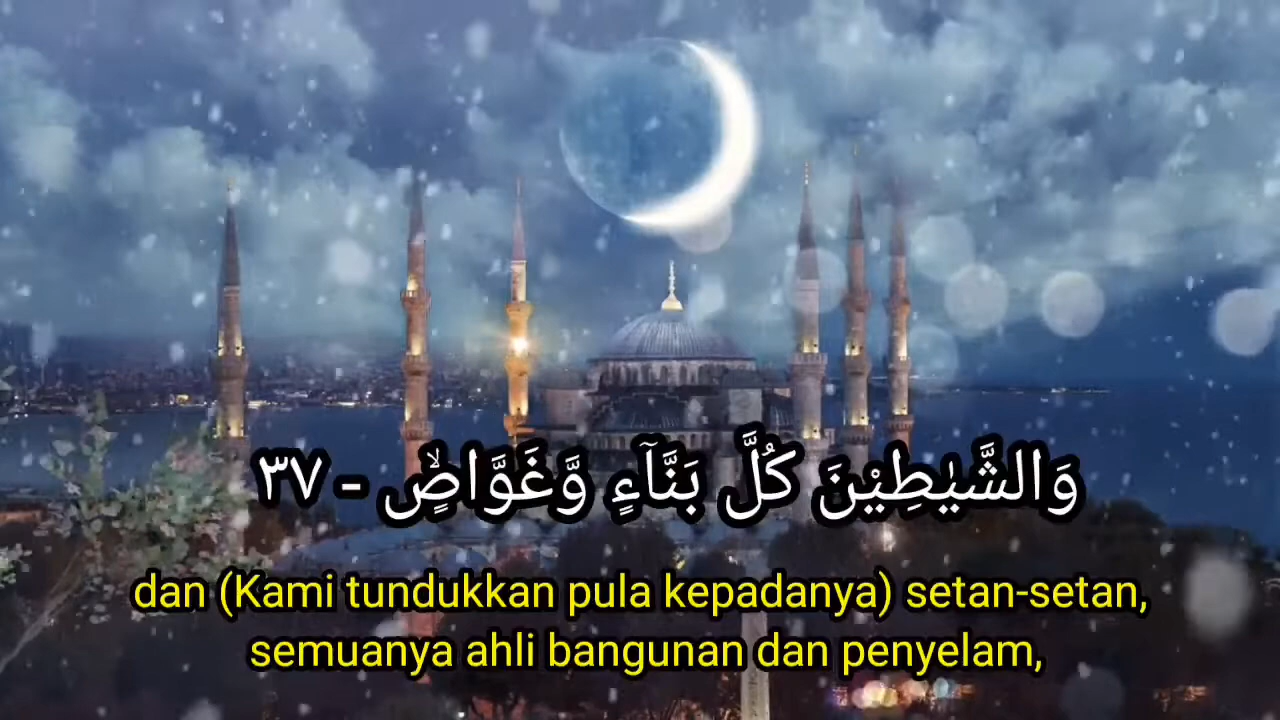 وَالشَّيٰطِيْنَ كُلَّ بَنَّاۤءٍ وَّغَوَّاصٍۙ - ٣٧
dan (Kami tundukkan pula kepadanya) setan-setan,
semuanya ahli bangunan dan penyelam,